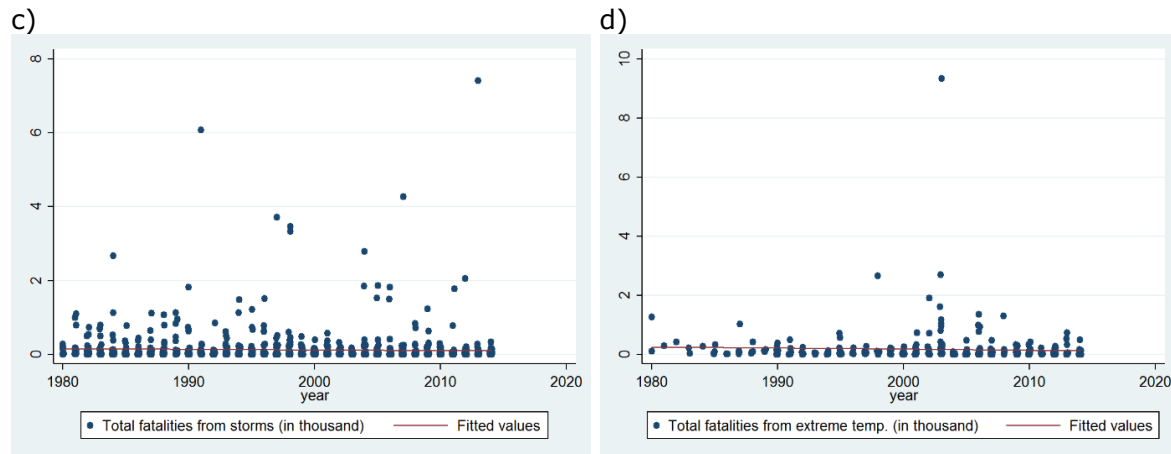 c)
8
6
4
2
0
1980 1990 2000 2010 2020
year
Total fatalities from storms (in thousand) Fitted values
d)
10
8
6
4
2
0
1980 1990 2000 2010 2020
year
Total fatalities from extreme temp. (in thousand) Fitted values